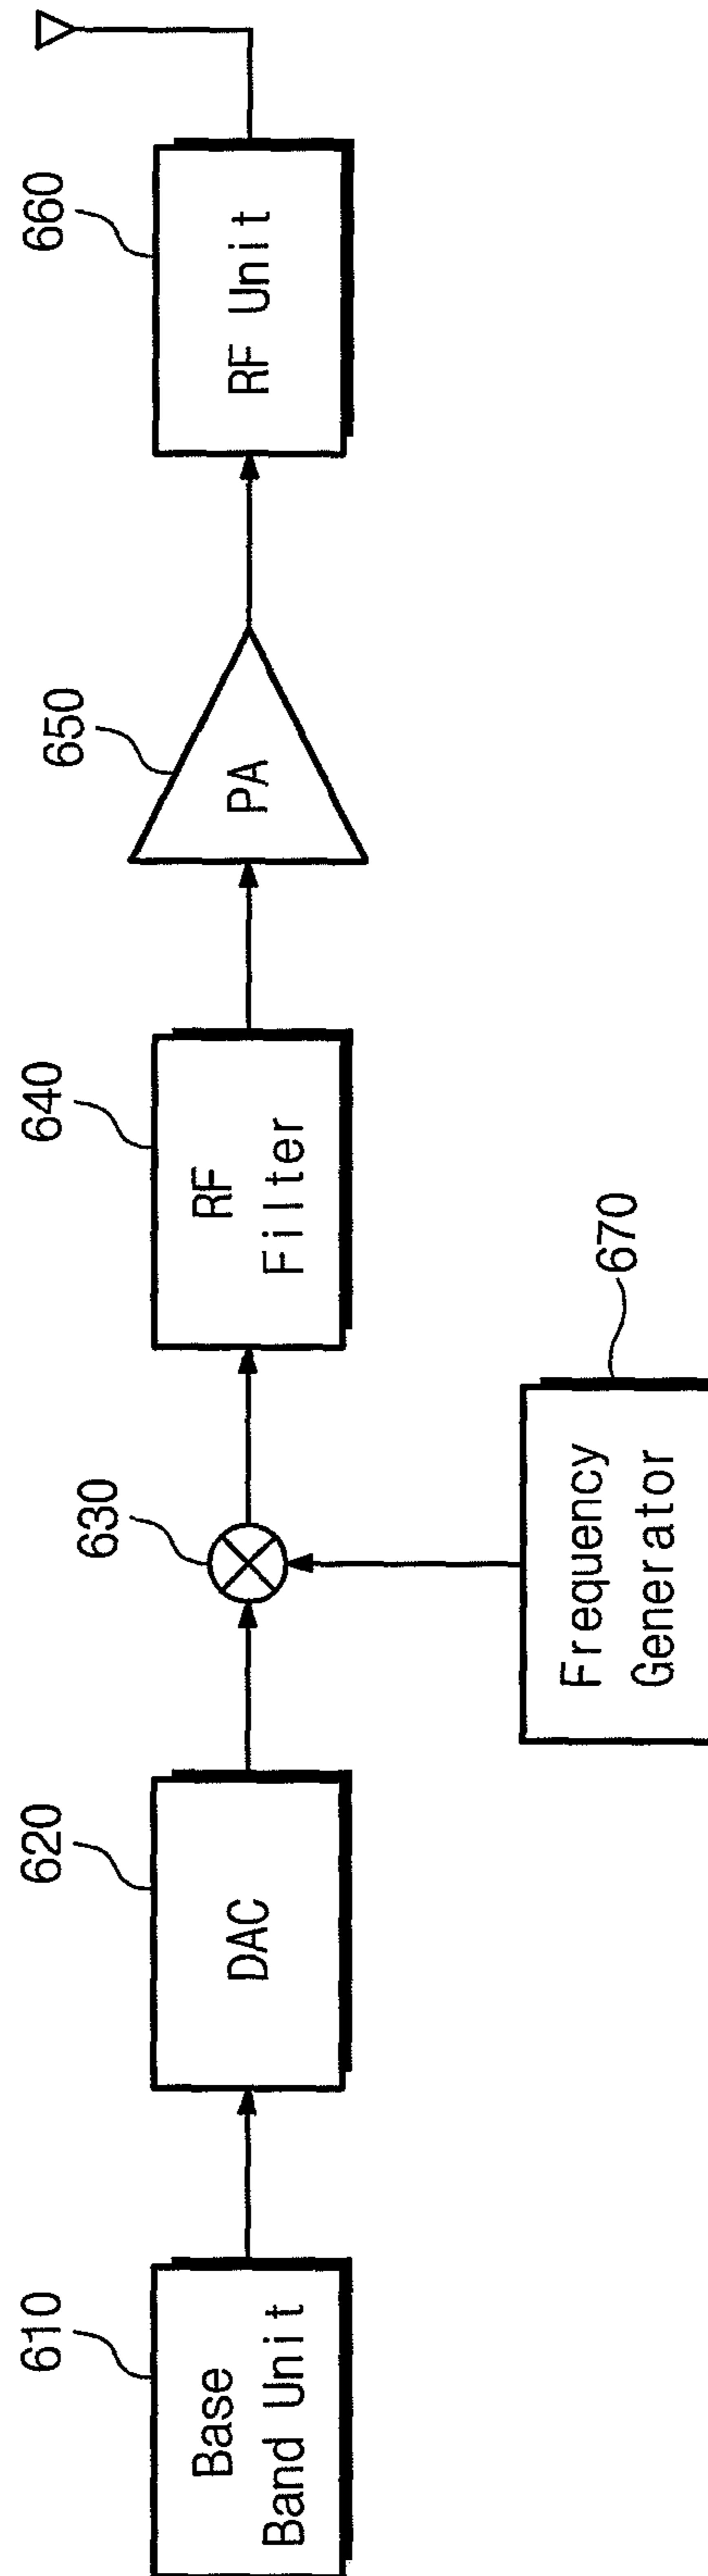 610
Base
Band Unit
620
DAC
630
640
RF
Filter
650
PA
660
RF Unit
670
Frequency
Generator